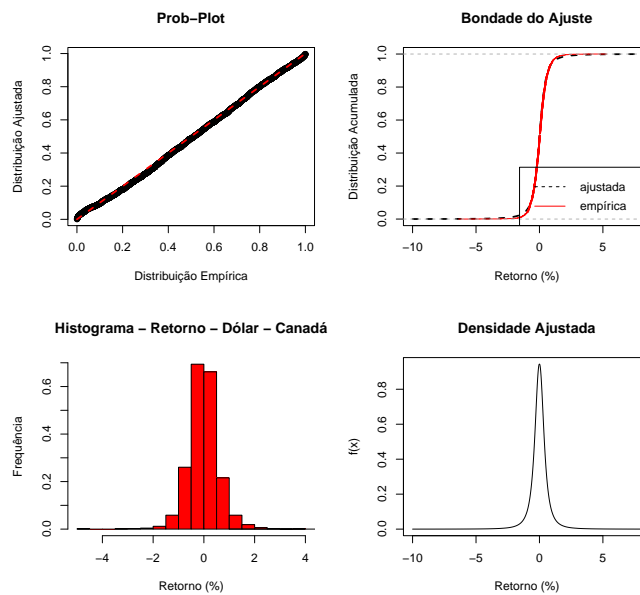 Prob−Plot
Distribuição Ajustada
0.0 0.2 0.4 0.6 0.8 1.0
0.0 0.2 0.4 0.6 0.8 1.0
Distribuição Empírica
Bondade do Ajuste
Distribuição Acumulada
0.0 0.2 0.4 0.6 0.8 1.0
ajustada
empírica
−10 −5 0 5
Retorno (%)
Histograma − Retorno − Dólar − Canadá
Frequência
0.0 0.2 0.4 0.6
−4 −2 0 2 4
Retorno (%)
Densidade Ajustada
f(x)
0.0 0.2 0.4 0.6 0.8
−10 −5 0 5
Retorno (%)